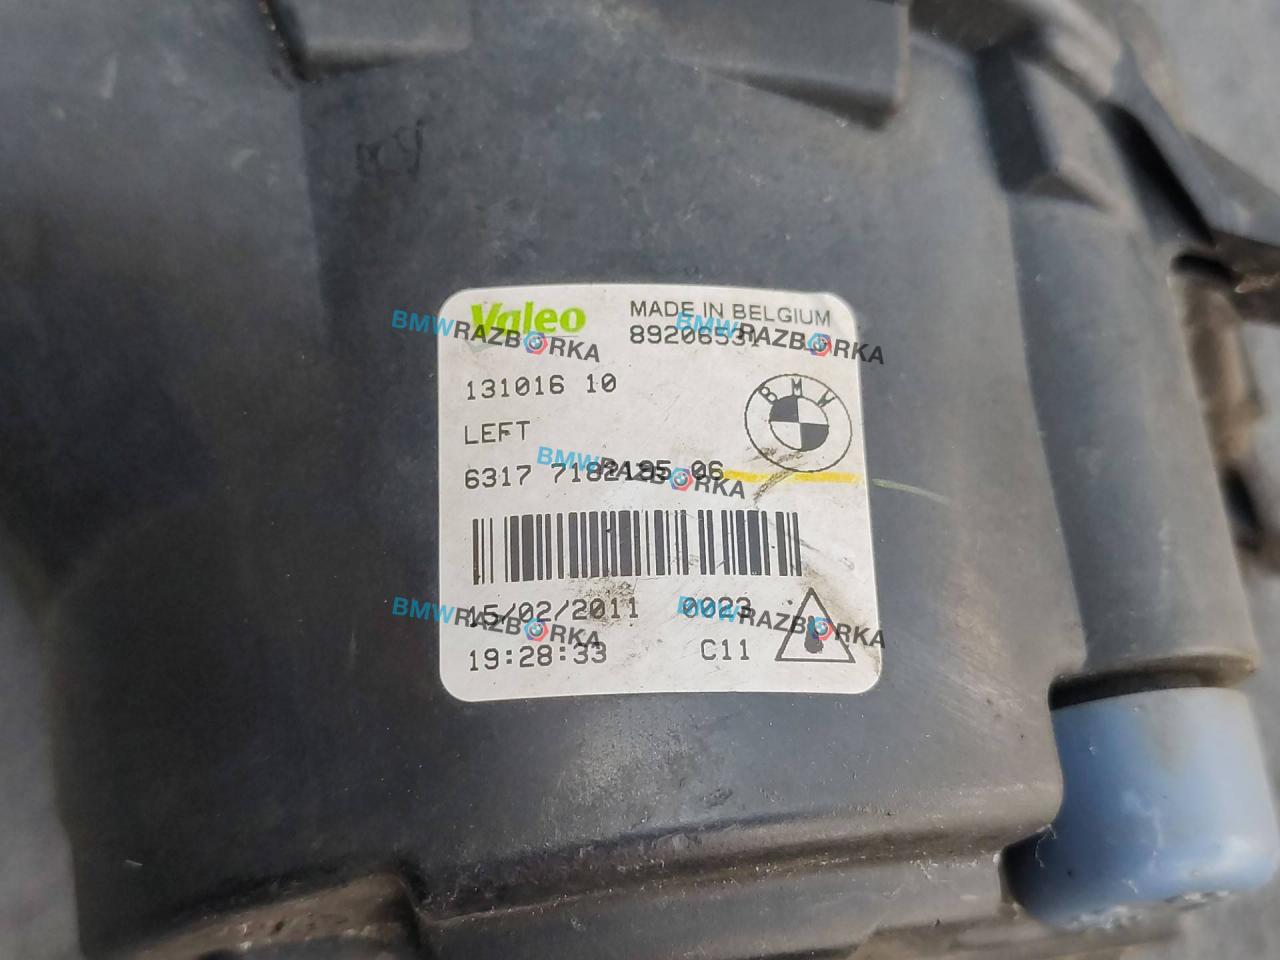 Valeo MADE IN BELGIUM
BMWRAZBORKA BMWRAZBORKA
131016 10
BMW
LEFT
6317 7182195 06
BMWRAZBORKA
15/02/2011 0023
BMWRAZBORKA BMWRAZBORKA
19:28:33 C11